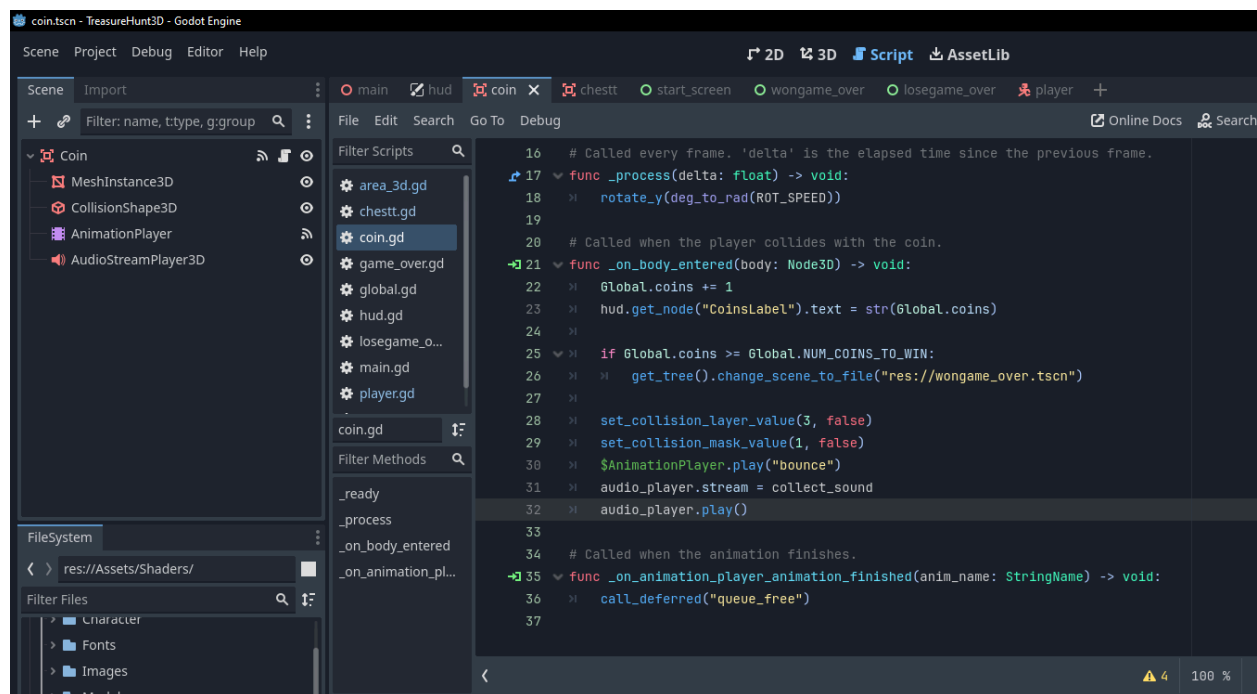 coin.tscn - TreasureHunt3D - Godot Engine
Scene Project Debug Editor Help
2D 3D Script AssetLib
Scene Import
Filter: name, t:type, g:group
Coin
MeshInstance3D
CollisionShape3D
AnimationPlayer
AudioStreamPlayer3D
FileSystem
res://Assets/Shaders/
Filter Files
Character
Fonts
Images
main hud coin chestt start_screen wongame_over losegame_over player
File Edit Search Go To Debug
Online Docs Search
Filter Scripts
area_3d.gd
chestt.gd
coin.gd
game_over.gd
global.gd
hud.gd
losegame_o...
main.gd
player.gd
coin.gd
Filter Methods
_ready
_process
_on_body_entered
_on_animation_pl...
16 # Called every frame. 'delta' is the elapsed time since the previous frame.
17 func _process(delta: float) -> void:
18 rotate_y(deg_to_rad(ROT_SPEED))
19
20 # Called when the player collides with the coin.
21 func _on_body_entered(body: Node3D) -> void:
22 Global.coins += 1
23 hud.get_node("CoinsLabel").text = str(Global.coins)
24
25 if Global.coins >= Global.NUM_COINS_TO_WIN:
26 get_tree().change_scene_to_file("res://wongame_over.tscn")
27
28 set_collision_layer_value(3, false)
29 set_collision_mask_value(1, false)
30 $AnimationPlayer.play("bounce")
31 audio_player.stream = collect_sound
32 audio_player.play()
33
34 # Called when the animation finishes.
35 func _on_animation_player_animation_finished(anim_name: StringName) -> void:
36 call_deferred("queue_free")
37
4 100 %